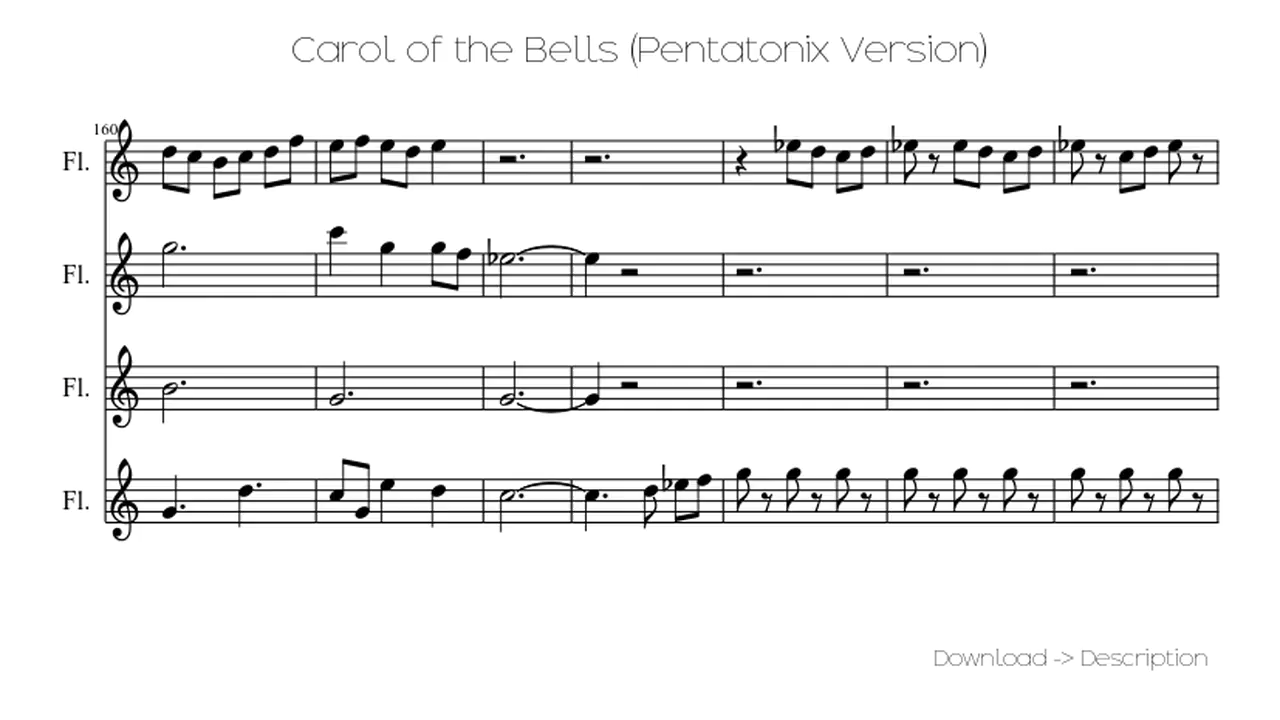 Carol of the Bells (Pentatonix Version)
160
Fl.
Fl.
Fl.
Fl.
Download -> Description